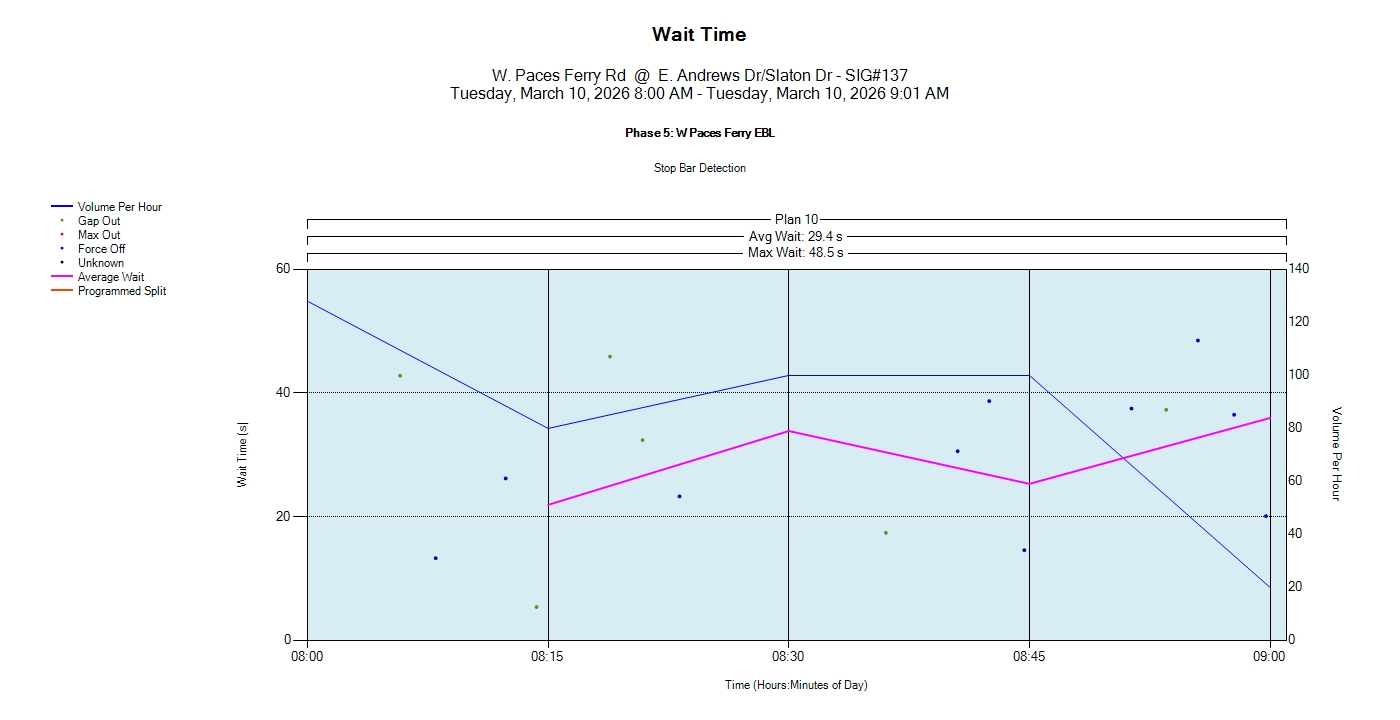 Wait Time
W. Paces Ferry Rd @ E. Andrews Dr/Slaton Dr - SIG#137
Tuesday, March 10, 2026 8:00 AM - Tuesday, March 10, 2026 9:01 AM
Phase 5: W Paces Ferry EBL
Stop Bar Detection
Volume Per Hour
Gap Out
Max Out
Force Off
Unknown
Average Wait
Programmed Split
Plan 10
Avg Wait: 29.4 s
Max Wait: 48.5 s
60
40
20
0
Wait Time (s)
140
120
100
80
60
40
20
0
Volume Per Hour
08:00
08:15
08:30
08:45
09:00
Time (Hours:Minutes of Day)